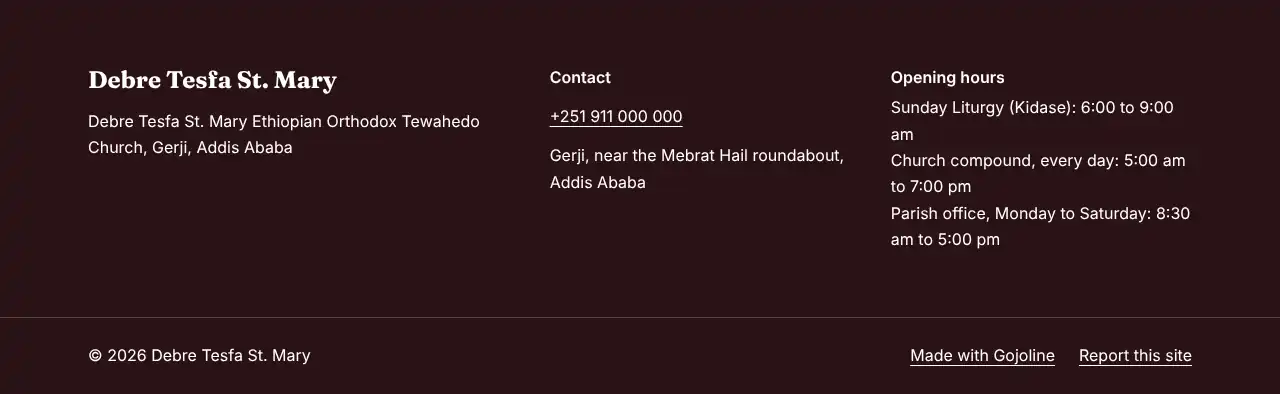 Debre Tesfa St. Mary
Debre Tesfa St. Mary Ethiopian Orthodox Tewahedo
Church, Gerji, Addis Ababa
Contact
+251 911 000 000
Gerji, near the Mebrat Hail roundabout,
Addis Ababa
Opening hours
Sunday Liturgy (Kidase): 6:00 to 9:00
am
Church compound, every day: 5:00 am
to 7:00 pm
Parish office, Monday to Saturday: 8:30
am to 5:00 pm
© 2026 Debre Tesfa St. Mary
Made with Gojoline
Report this site